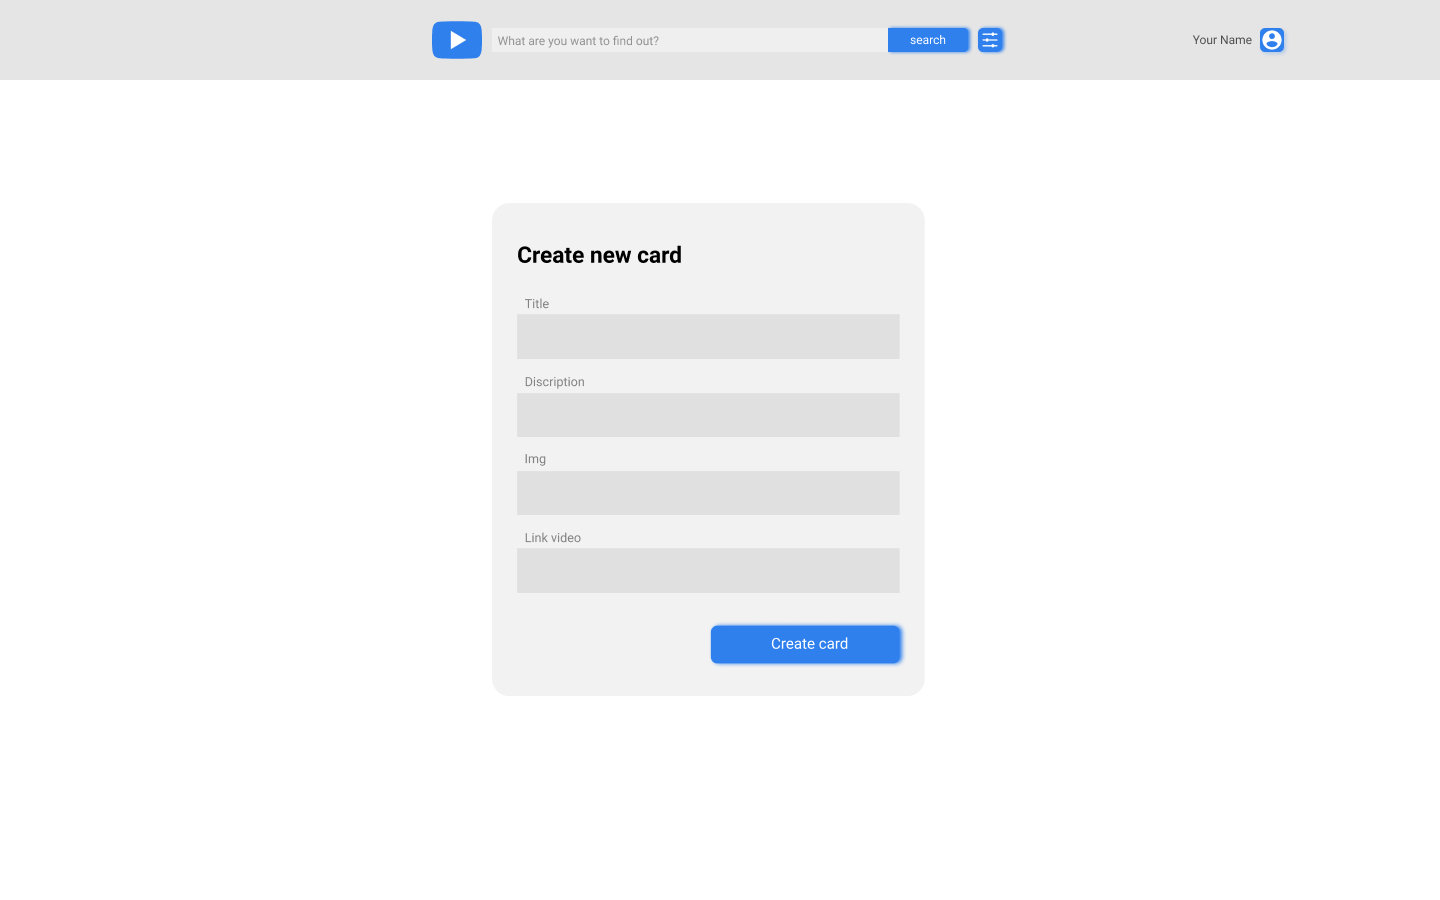 What are you want to find out?
search
Your Name
Create new card
Title
Discription
Img
Link video
Create card